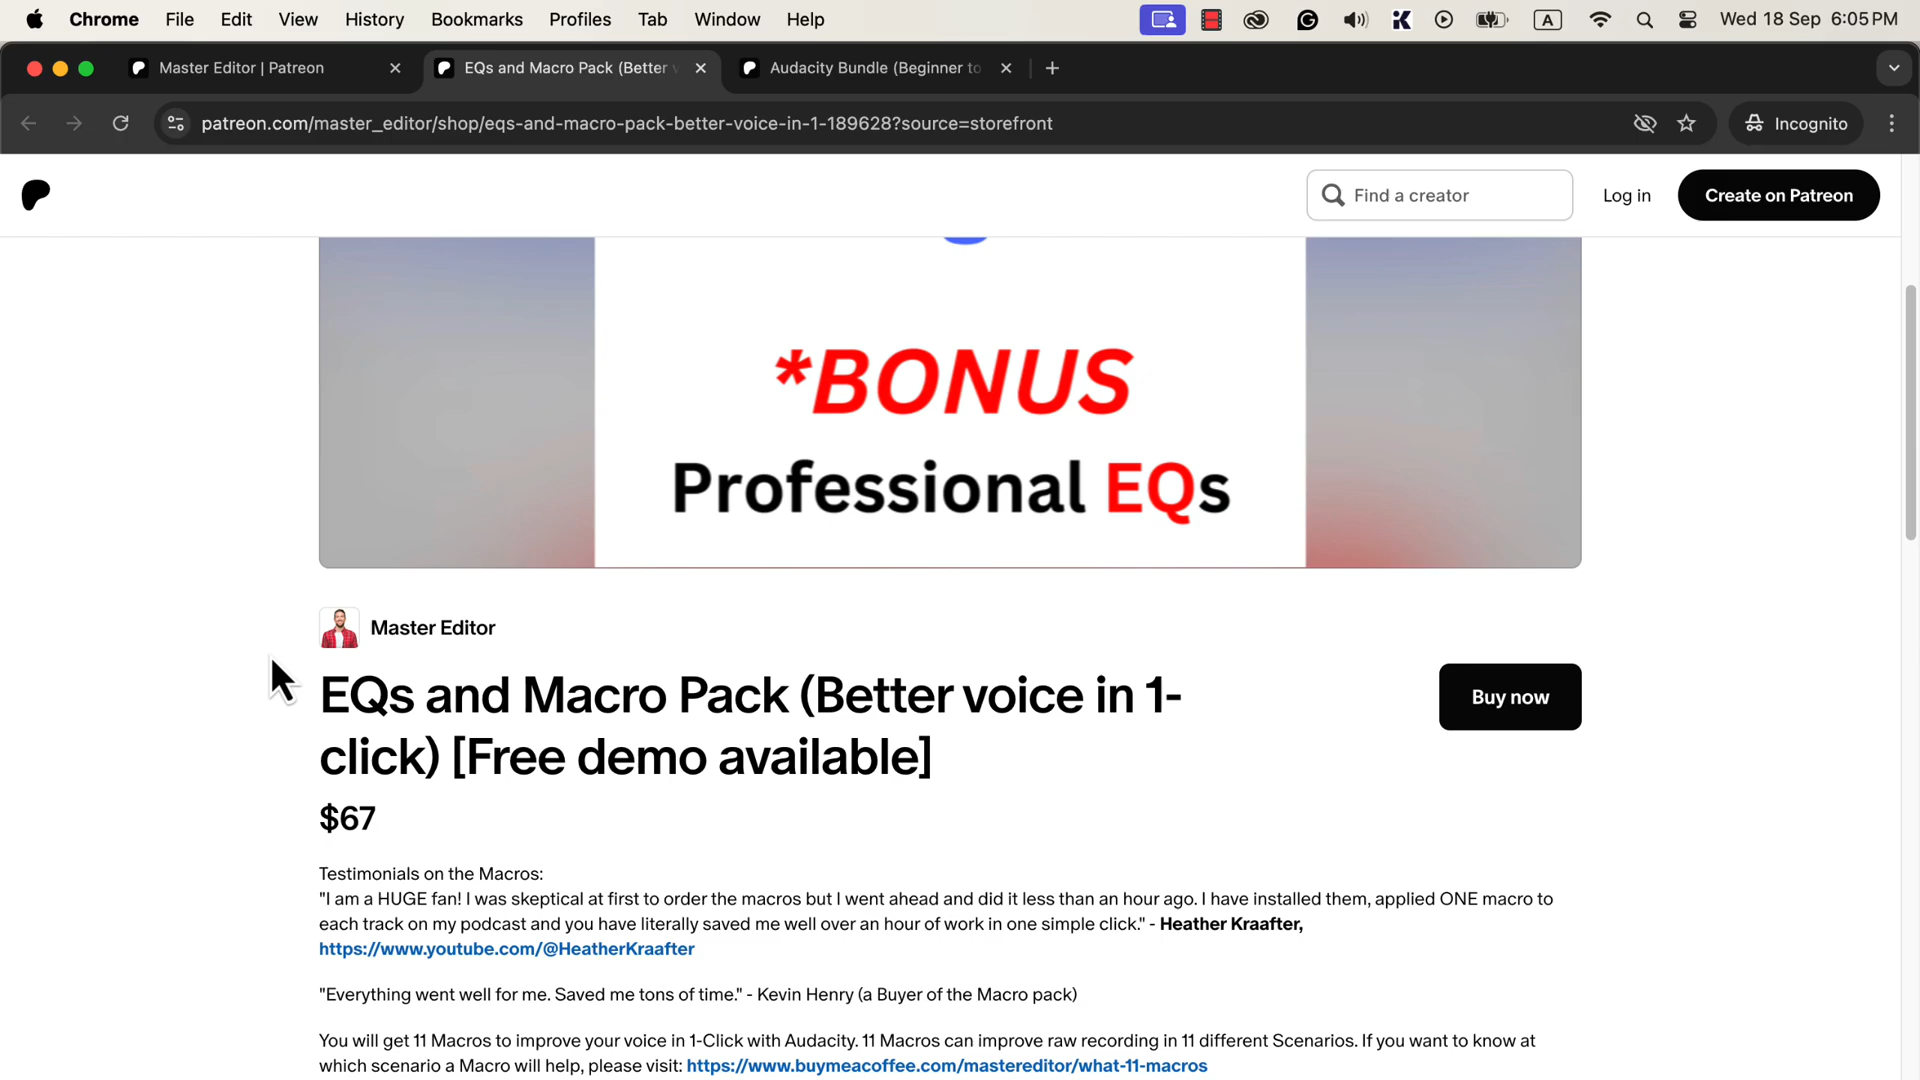 Chrome File Edit View History Bookmarks Profiles Tab Window Help A Wed 18 Sep 6:05 PM
Master Editor | Patreon EQs and Macro Pack (Better v Audacity Bundle (Beginner to
patreon.com/master_editor/shop/eqs-and-macro-pack-better-voice-in-1-189628?source=storefront Incognito
Find a creator Log in Create on Patreon
*BONUS
Professional EQs
Master Editor
EQs and Macro Pack (Better voice in 1-
click) [Free demo available]
Buy now
$67
Testimonials on the Macros:
"I am a HUGE fan! I was skeptical at first to order the macros but I went ahead and did it less than an hour ago. I have installed them, applied ONE macro to
each track on my podcast and you have literally saved me well over an hour of work in one simple click." - Heather Kraafter,
https://www.youtube.com/@HeatherKraafter
"Everything went well for me. Saved me tons of time." - Kevin Henry (a Buyer of the Macro pack)
You will get 11 Macros to improve your voice in 1-Click with Audacity. 11 Macros can improve raw recording in 11 different Scenarios. If you want to know at
which scenario a Macro will help, please visit: https://www.buymeacoffee.com/mastereditor/what-11-macros